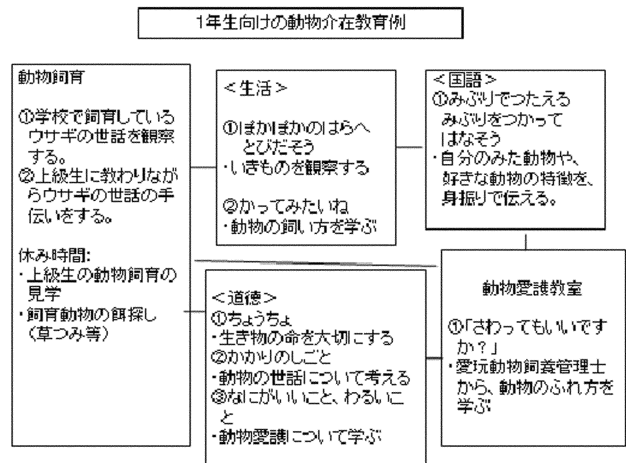 1年生向けの動物介在教育例
動物飼育
①学校で飼育している
ウサギの世話を観察
する。
②上級生に教わりなが
らウサギの世話の手
伝いをする。
休み時間:
・上級生の動物飼育の
見学
・飼育動物の餌探し
(草つみ等)
<生活>
①ぽかぽかのはらへ
とびだそう
・いきものを観察する
②かってみたいね
・動物の飼い方を学ぶ
<国語>
①みぶりでつたえる
みぶりをつかって
はなそう
・自分のみた動物や、
好きな動物の特徴を、
身振りで伝える。
<道徳>
①ちょうちょ
・生き物の命を大切にする
②かかりのしごと
・動物の世話について考える
③なにがいいこと、わるいこ
と
・動物愛護について学ぶ
動物愛護教室
①「さわってもいいです
か?」
・愛玩動物飼養管理士
から、動物のふれ方を
学ぶ